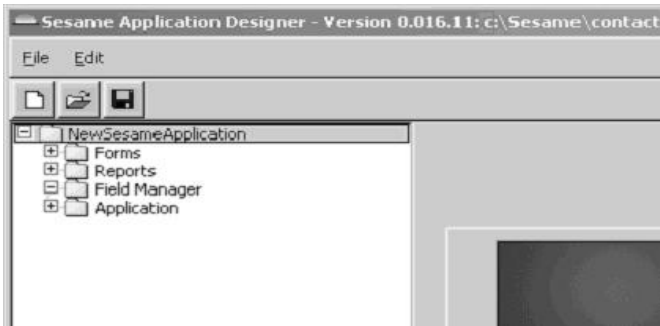 Sesame Application Designer - Version 0.016.11: c:\Sesame\contact
File Edit
NewSesameApplication
Forms
Reports
Field Manager
Application